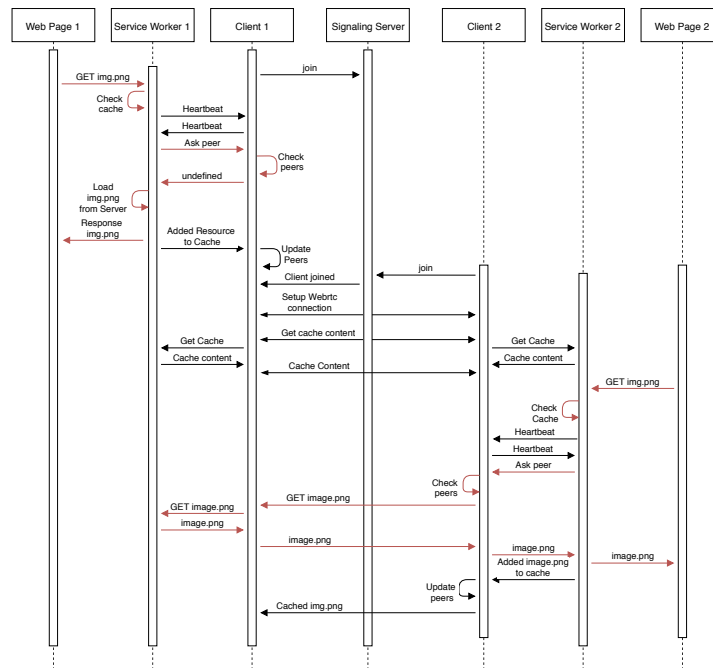 Web Page 1
Service Worker 1
Client 1
Signaling Server
Client 2
Service Worker 2
Web Page 2
join
GET img.png
Check
cache
Heartbeat
Heartbeat
Ask peer
Check
peers
undefined
Load
img.png
from Server
Response
img.png
Added Resource
to Cache
Update
Peers
join
Client joined
Setup Webrtc
connection
Get cache content
Get Cache
Get Cache
Cache content
Cache content
Cache Content
GET img.png
Check
Cache
Heartbeat
Heartbeat
Ask peer
Check
peers
GET image.png
GET image.png
image.png
image.png
image.png
image.png
Added image.png
to cache
Update
peers
Cached img.png